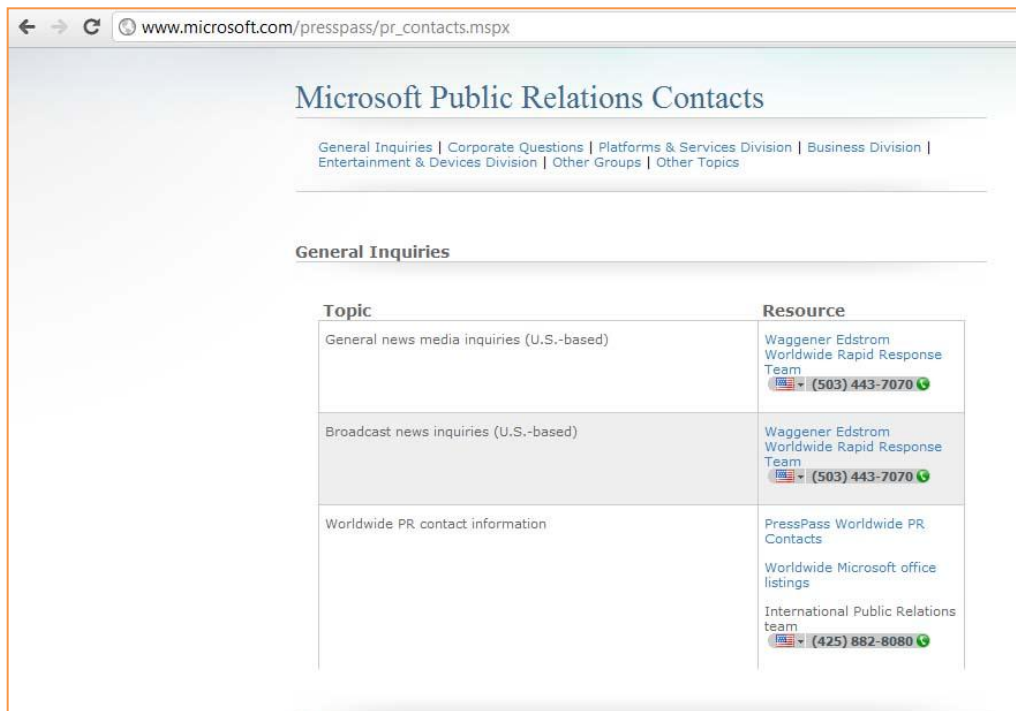 www.microsoft.com/presspass/pr_contacts.mspx
Microsoft Public Relations Contacts
General Inquiries | Corporate Questions | Platforms & Services Division | Business Division |
Entertainment & Devices Division | Other Groups | Other Topics
General Inquiries
Topic
Resource
General news media inquiries (U.S.-based)
Waggener Edstrom
Worldwide Rapid Response
Team
(503) 443-7070
Broadcast news inquiries (U.S.-based)
Waggener Edstrom
Worldwide Rapid Response
Team
(503) 443-7070
Worldwide PR contact information
PressPass Worldwide PR
Contacts
Worldwide Microsoft office
listings
International Public Relations
team
(425) 882-8080